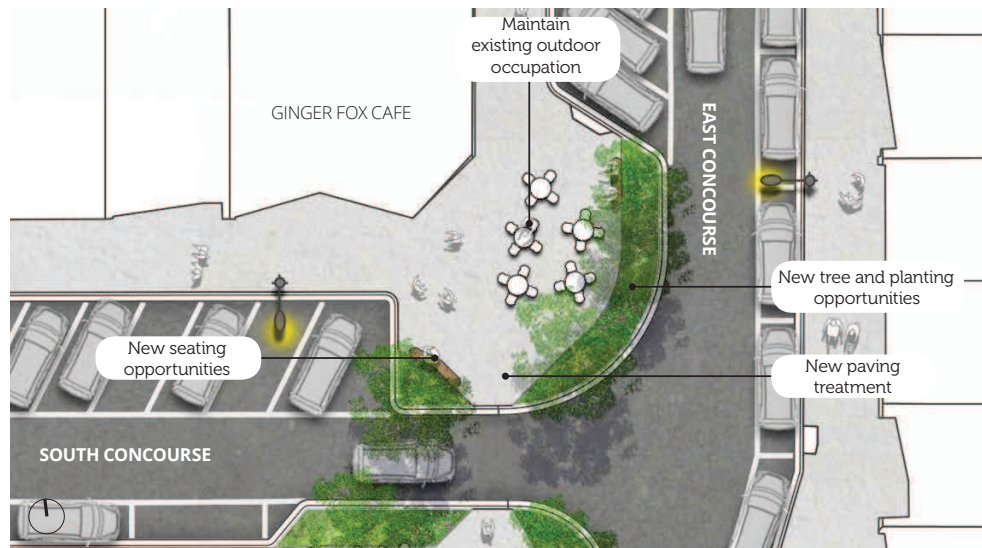 Maintain
existing outdoor
occupation
GINGER FOX CAFE
EAST CONCOURSE
New tree and planting
opportunities
New seating
opportunities
New paving
treatment
SOUTH CONCOURSE